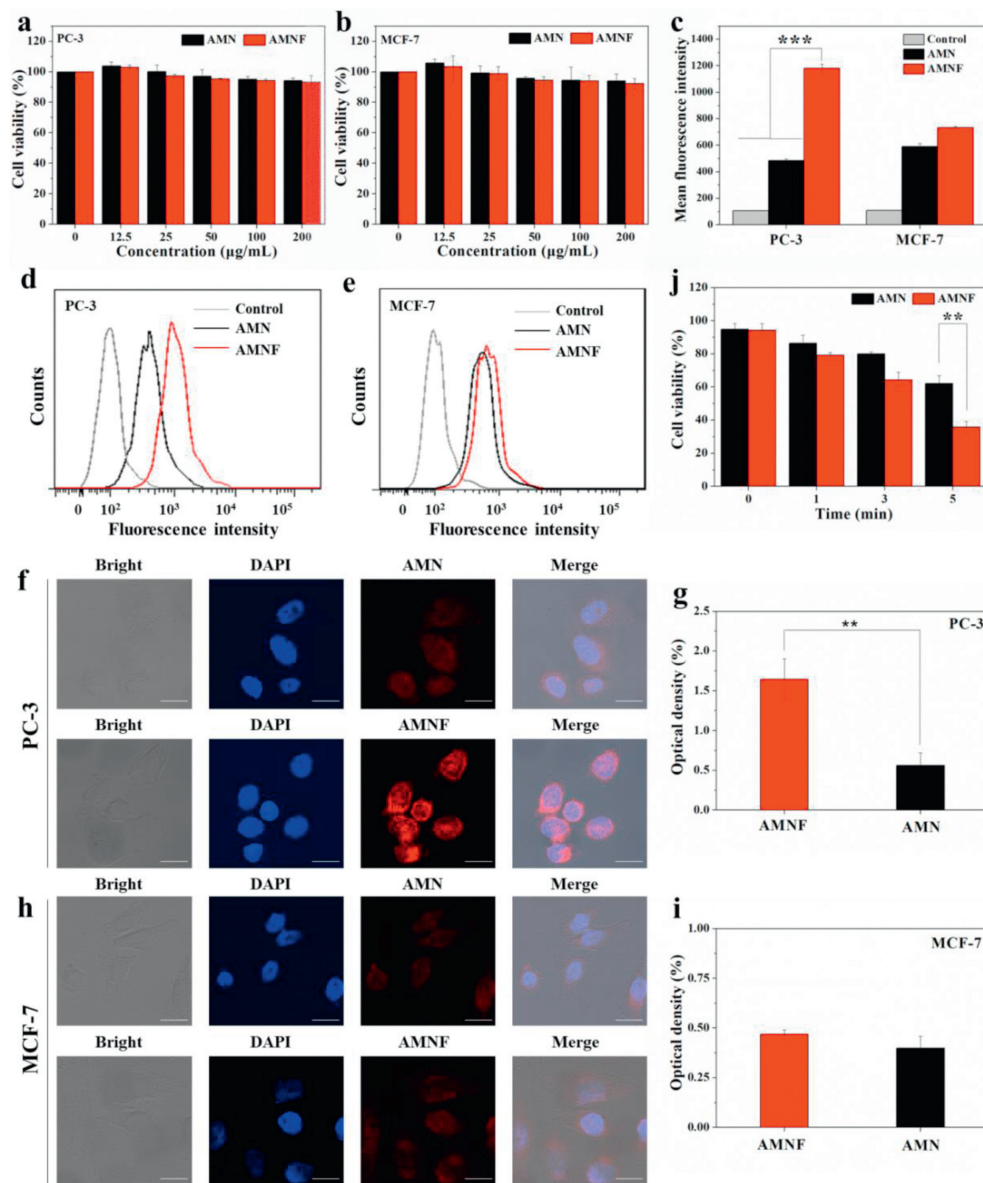 a
PC-3
AMN
AMNF
120
100
80
60
40
20
0
Cell viability (%)
0 12.5 25 50 100 200
Concentration (µg/mL)
b
MCF-7
AMN
AMNF
120
100
80
60
40
20
0
Cell viability (%)
0 12.5 25 50 100 200
Concentration (µg/mL)
c
Control
AMN
AMNF
***
1400
1200
1000
800
600
400
200
0
Mean fluorescence intensity
PC-3 MCF-7
d
PC-3
Control
AMN
AMNF
Counts
0 10² 10³ 10⁴ 10⁵
Fluorescence intensity
e
MCF-7
Control
AMN
AMNF
Counts
0 10² 10³ 10⁴ 10⁵
Fluorescence intensity
j
AMN
AMNF
**
120
100
80
60
40
20
0
Cell viability (%)
0 1 3 5
Time (min)
f
PC-3
Bright DAPI AMN Merge
Bright DAPI AMNF Merge
g
PC-3
**
2.5
2.0
1.5
1.0
0.5
0.0
Optical density (%)
AMNF AMN
h
MCF-7
Bright DAPI AMN Merge
Bright DAPI AMNF Merge
i
MCF-7
1.00
0.75
0.50
0.25
0.00
Optical density (%)
AMNF AMN